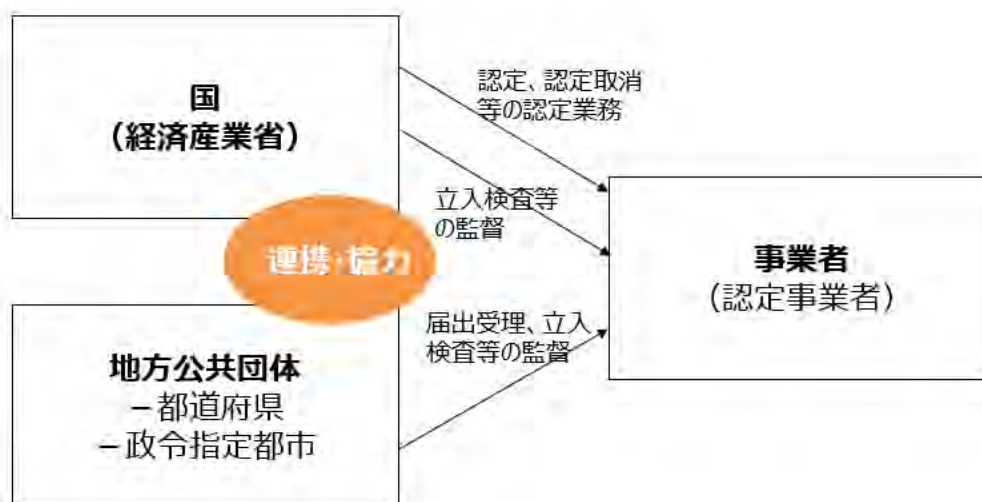 国
（経済産業省）
認定、認定取消
等の認定業務
立入検査等
の監督
連携・協力
事業者
（認定事業者）
地方公共団体
－都道府県
－政令指定都市
届出受理、立入
検査等の監督